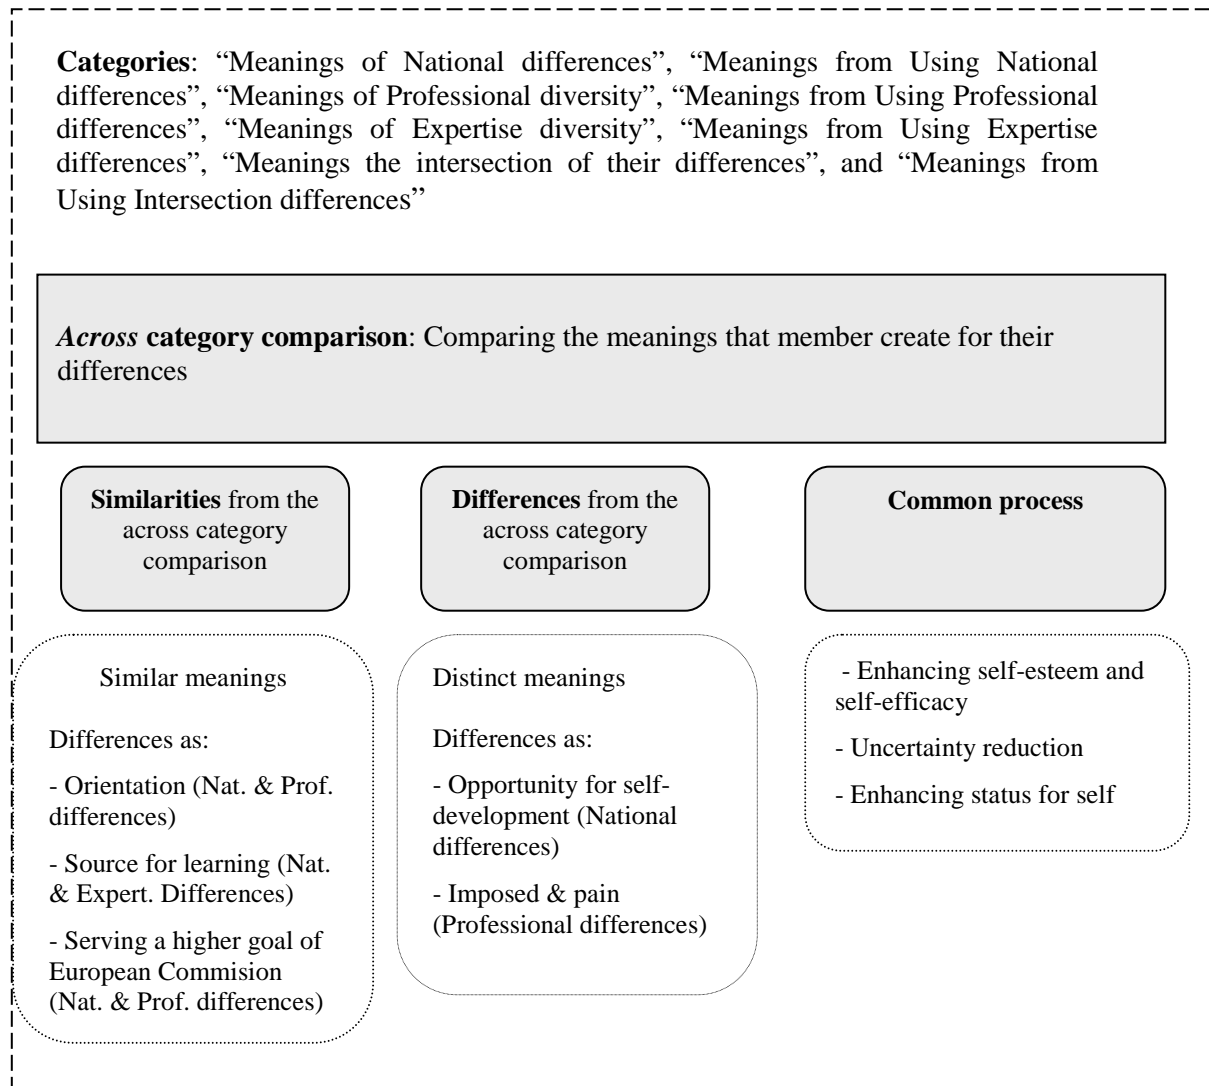 Categories: “Meanings of National differences”, “Meanings from Using National
differences”, “Meanings of Professional diversity”, “Meanings from Using Professional
differences”, “Meanings of Expertise diversity”, “Meanings from Using Expertise
differences”, “Meanings the intersection of their differences”, and “Meanings from
Using Intersection differences”
Across category comparison: Comparing the meanings that member create for their
differences
Similarities from the
across category
comparison
Differences from the
across category
comparison
Common process
Similar meanings
Differences as:
- Orientation (Nat. & Prof.
differences)
- Source for learning (Nat.
& Expert. Differences)
- Serving a higher goal of
European Commision
(Nat. & Prof. differences)
Distinct meanings
Differences as:
- Opportunity for self-
development (National
differences)
- Imposed & pain
(Professional differences)
- Enhancing self-esteem and
self-efficacy
- Uncertainty reduction
- Enhancing status for self